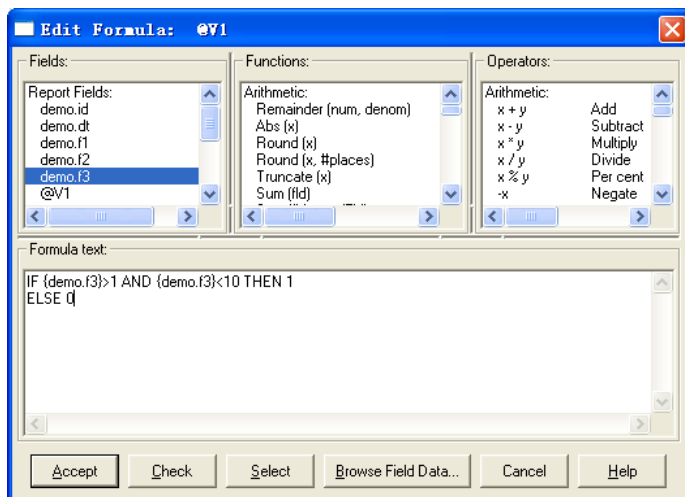 Edit Formula: @V1
Fields:
Report Fields:
demo.id
demo.dt
demo.f1
demo.f2
demo.f3
@V1
Functions:
Arithmetic:
Remainder (num, denom)
Abs (x)
Round (x)
Round (x, #places)
Truncate (x)
Sum (fld)
Operators:
Arithmetic:
x + y Add
x - y Subtract
x * y Multiply
x / y Divide
x % y Per cent
-x Negate
Formula text:
IF {demo.f3}>1 AND {demo.f3}<10 THEN 1
ELSE 0
Accept Check Select Browse Field Data... Cancel Help